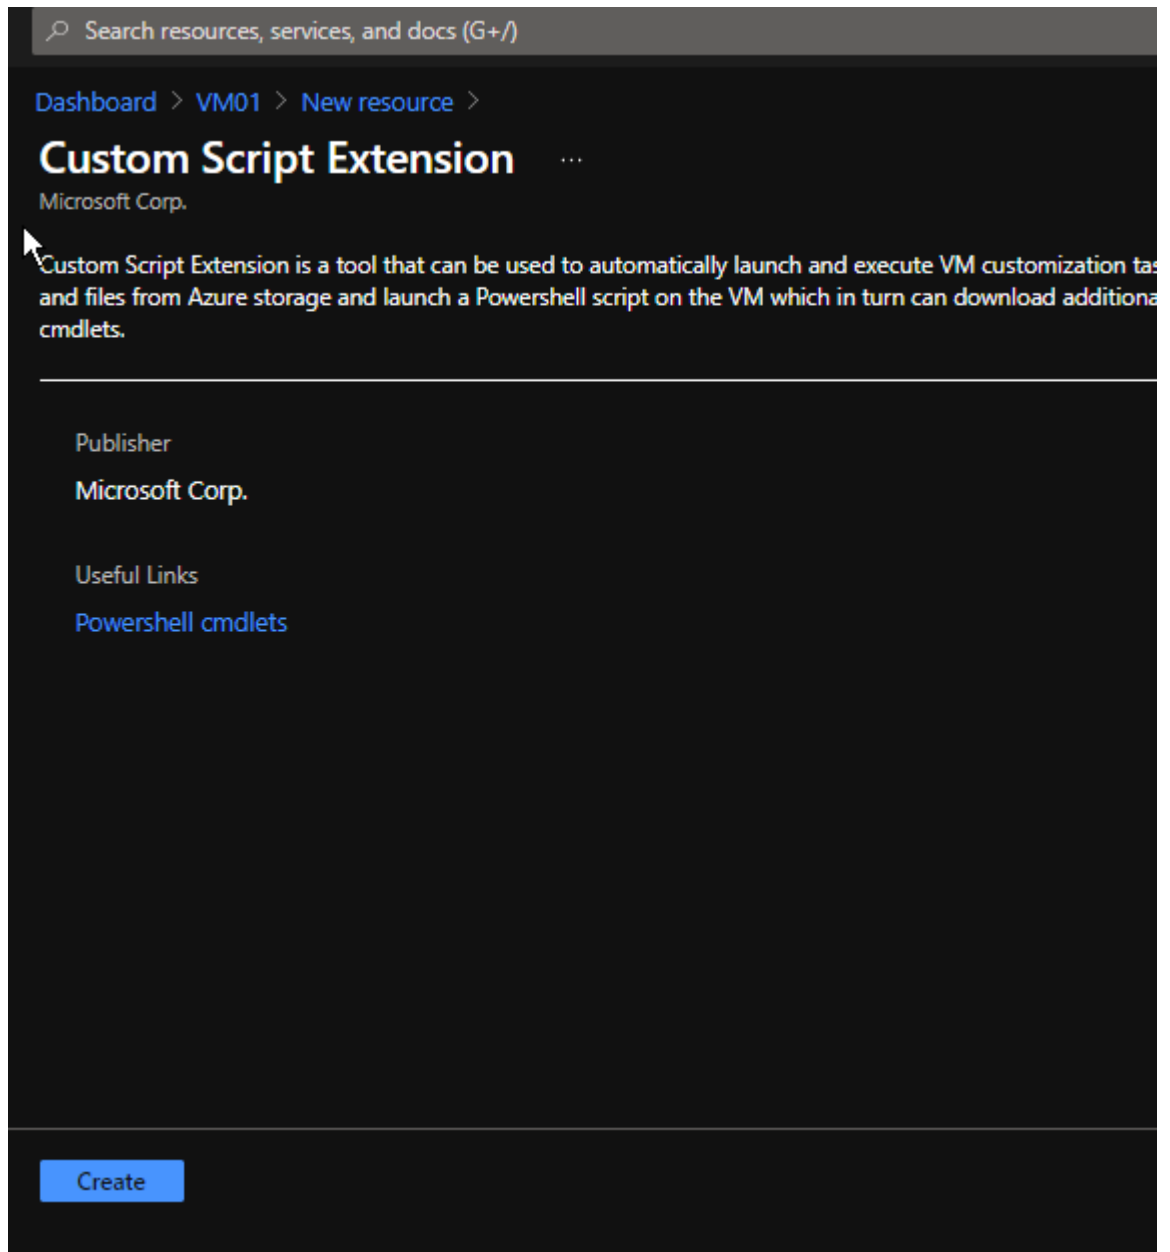 Search resources, services, and docs (G+/)
Dashboard > VM01 > New resource >
Custom Script Extension ...
Microsoft Corp.
Custom Script Extension is a tool that can be used to automatically launch and execute VM customization
and files from Azure storage and launch a Powershell script on the VM which in turn can download
cmdlets.
Publisher
Microsoft Corp.
Useful Links
Powershell cmdlets
Create